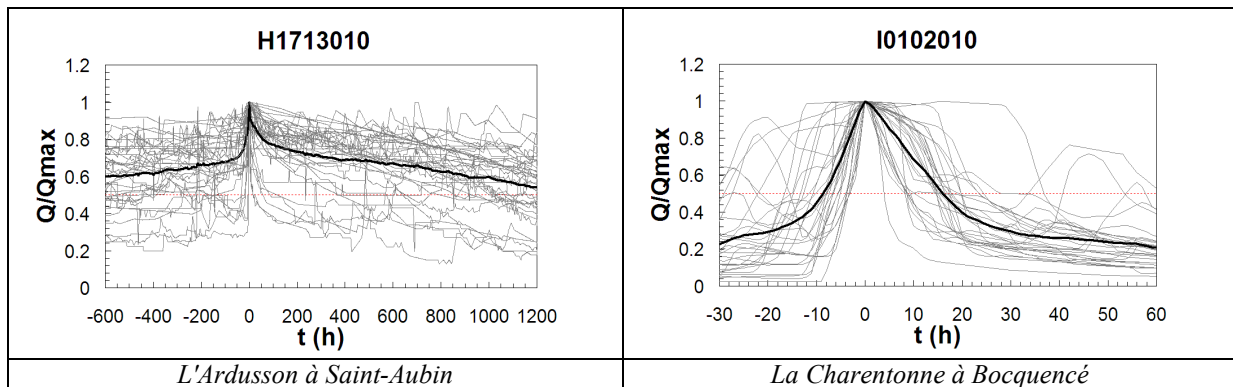 H1713010
1.2
1
0.8
0.6
0.4
0.2
0
Q/Qmax
-600 -400 -200 0 200 400 600 800 1000 1200
t (h)
L'Ardusson à Saint-Aubin
I0102010
1.2
1
0.8
0.6
0.4
0.2
0
Q/Qmax
-30 -20 -10 0 10 20 30 40 50 60
t (h)
La Charentonne à Bocquencé